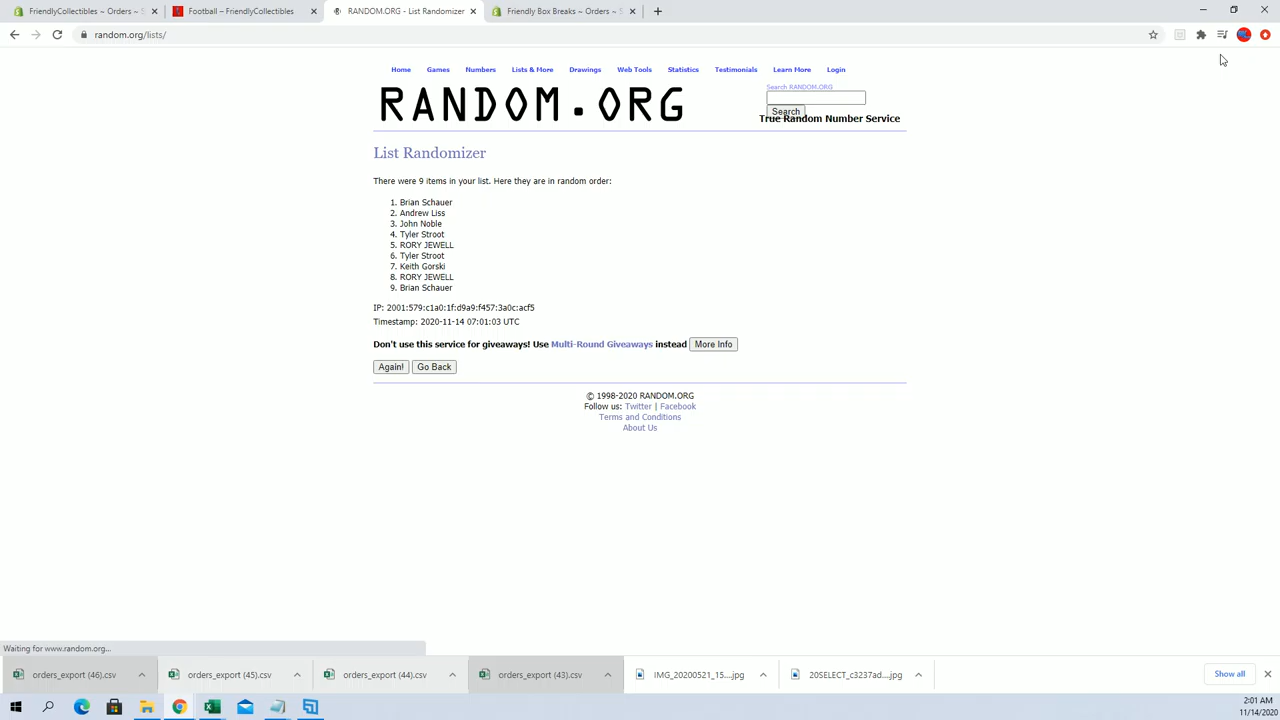 FriendlyCollectibles ~ Orders ~ S
Football – FriendlyCollectibles
RANDOM.ORG - List Randomizer
Friendly Box Breaks ~ Orders ~ S
random.org/lists/
Home Games Numbers Lists & More Drawings Web Tools Statistics Testimonials Learn More Login
RANDOM.ORG
Search RANDOM.ORG
Search
True Random Number Service
List Randomizer
There were 9 items in your list. Here they are in random order:
1. Brian Schauer
2. Andrew Liss
3. John Noble
4. Tyler Stroot
5. RORY JEWELL
6. Tyler Stroot
7. Keith Gorski
8. RORY JEWELL
9. Brian Schauer
IP: 2001:579:c1a0:1f:d9a9:f457:3a0c:acf5
Timestamp: 2020-11-14 07:01:03 UTC
Don't use this service for giveaways! Use Multi-Round Giveaways instead More Info
Again! Go Back
© 1998-2020 RANDOM.ORG
Follow us: Twitter | Facebook
Terms and Conditions
About Us
Waiting for www.random.org...
orders_export (46).csv
orders_export (45).csv
orders_export (44).csv
orders_export (43).csv
IMG_20200521_15....jpg
20SELECT_c3237ad....jpg
Show all
2:01 AM
11/14/2020